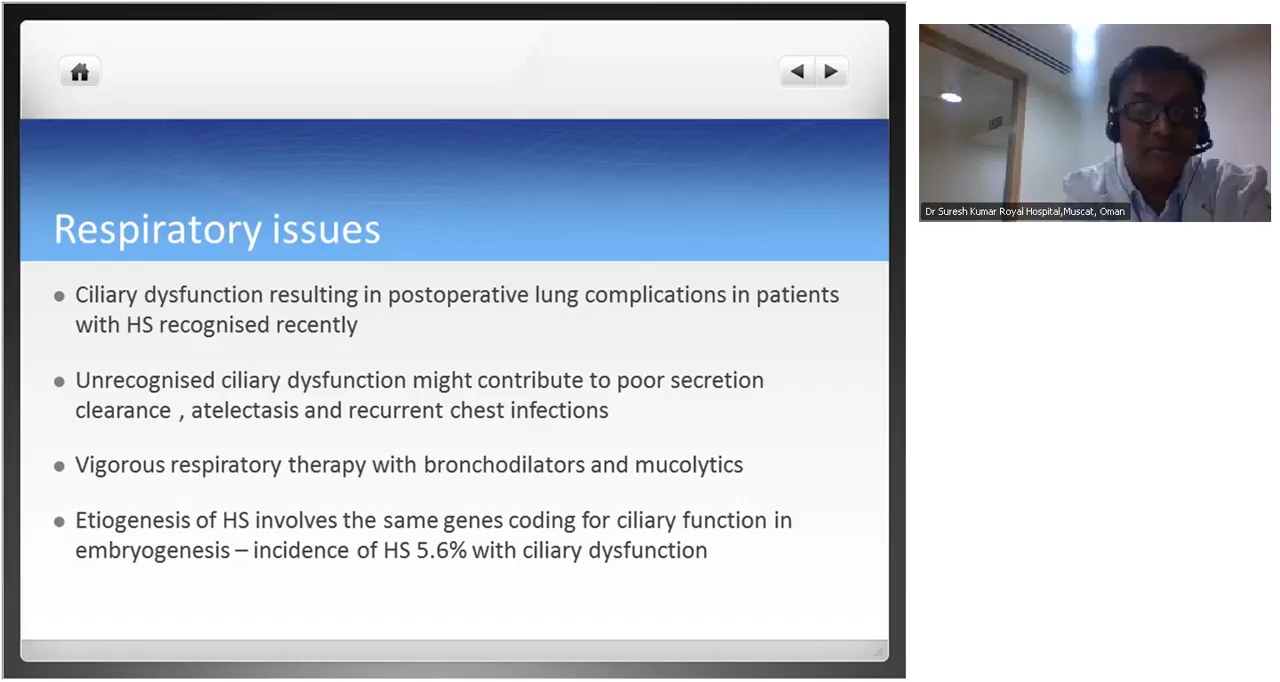 Respiratory issues
Ciliary dysfunction resulting in postoperative lung complications in patients
with HS recognised recently
Unrecognised ciliary dysfunction might contribute to poor secretion
clearance , atelectasis and recurrent chest infections
Vigorous respiratory therapy with bronchodilators and mucolytics
Etiogenesis of HS involves the same genes coding for ciliary function in
embryogenesis – incidence of HS 5.6% with ciliary dysfunction
Dr Suresh Kumar Royal Hospital,Muscat, Oman